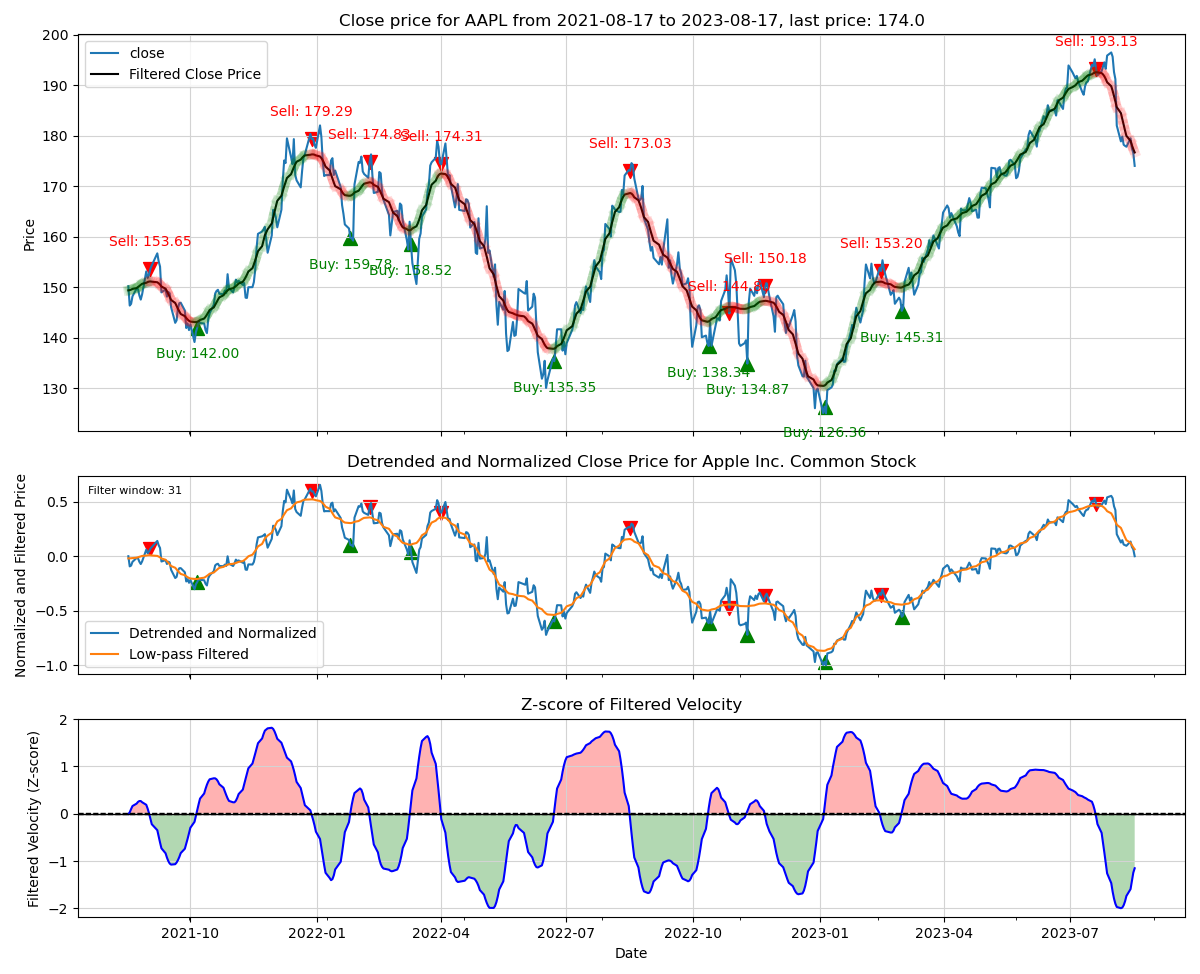 Close price for AAPL from 2021-08-17 to 2023-08-17, last price: 174.0
close
Filtered Close Price
Price
200
190
180
170
160
150
140
130
Sell: 153.65
Buy: 142.00
Sell: 179.29
Buy: 159.78
Sell: 174.83
Buy: 158.52
Sell: 174.31
Buy: 135.35
Sell: 173.03
Buy: 138.34
Buy: 134.87
Sell: 150.18
Buy: 126.36
Sell: 153.20
Buy: 145.31
Sell: 193.13
Detrended and Normalized Close Price for Apple Inc. Common Stock
Filter window: 31
Normalized and Filtered Price
0.5
0.0
−0.5
−1.0
Detrended and Normalized
Low-pass Filtered
Z-score of Filtered Velocity
Filtered Velocity (Z-score)
2
1
0
−1
−2
2021-10
2022-01
2022-04
2022-07
2022-10
2023-01
2023-04
2023-07
Date